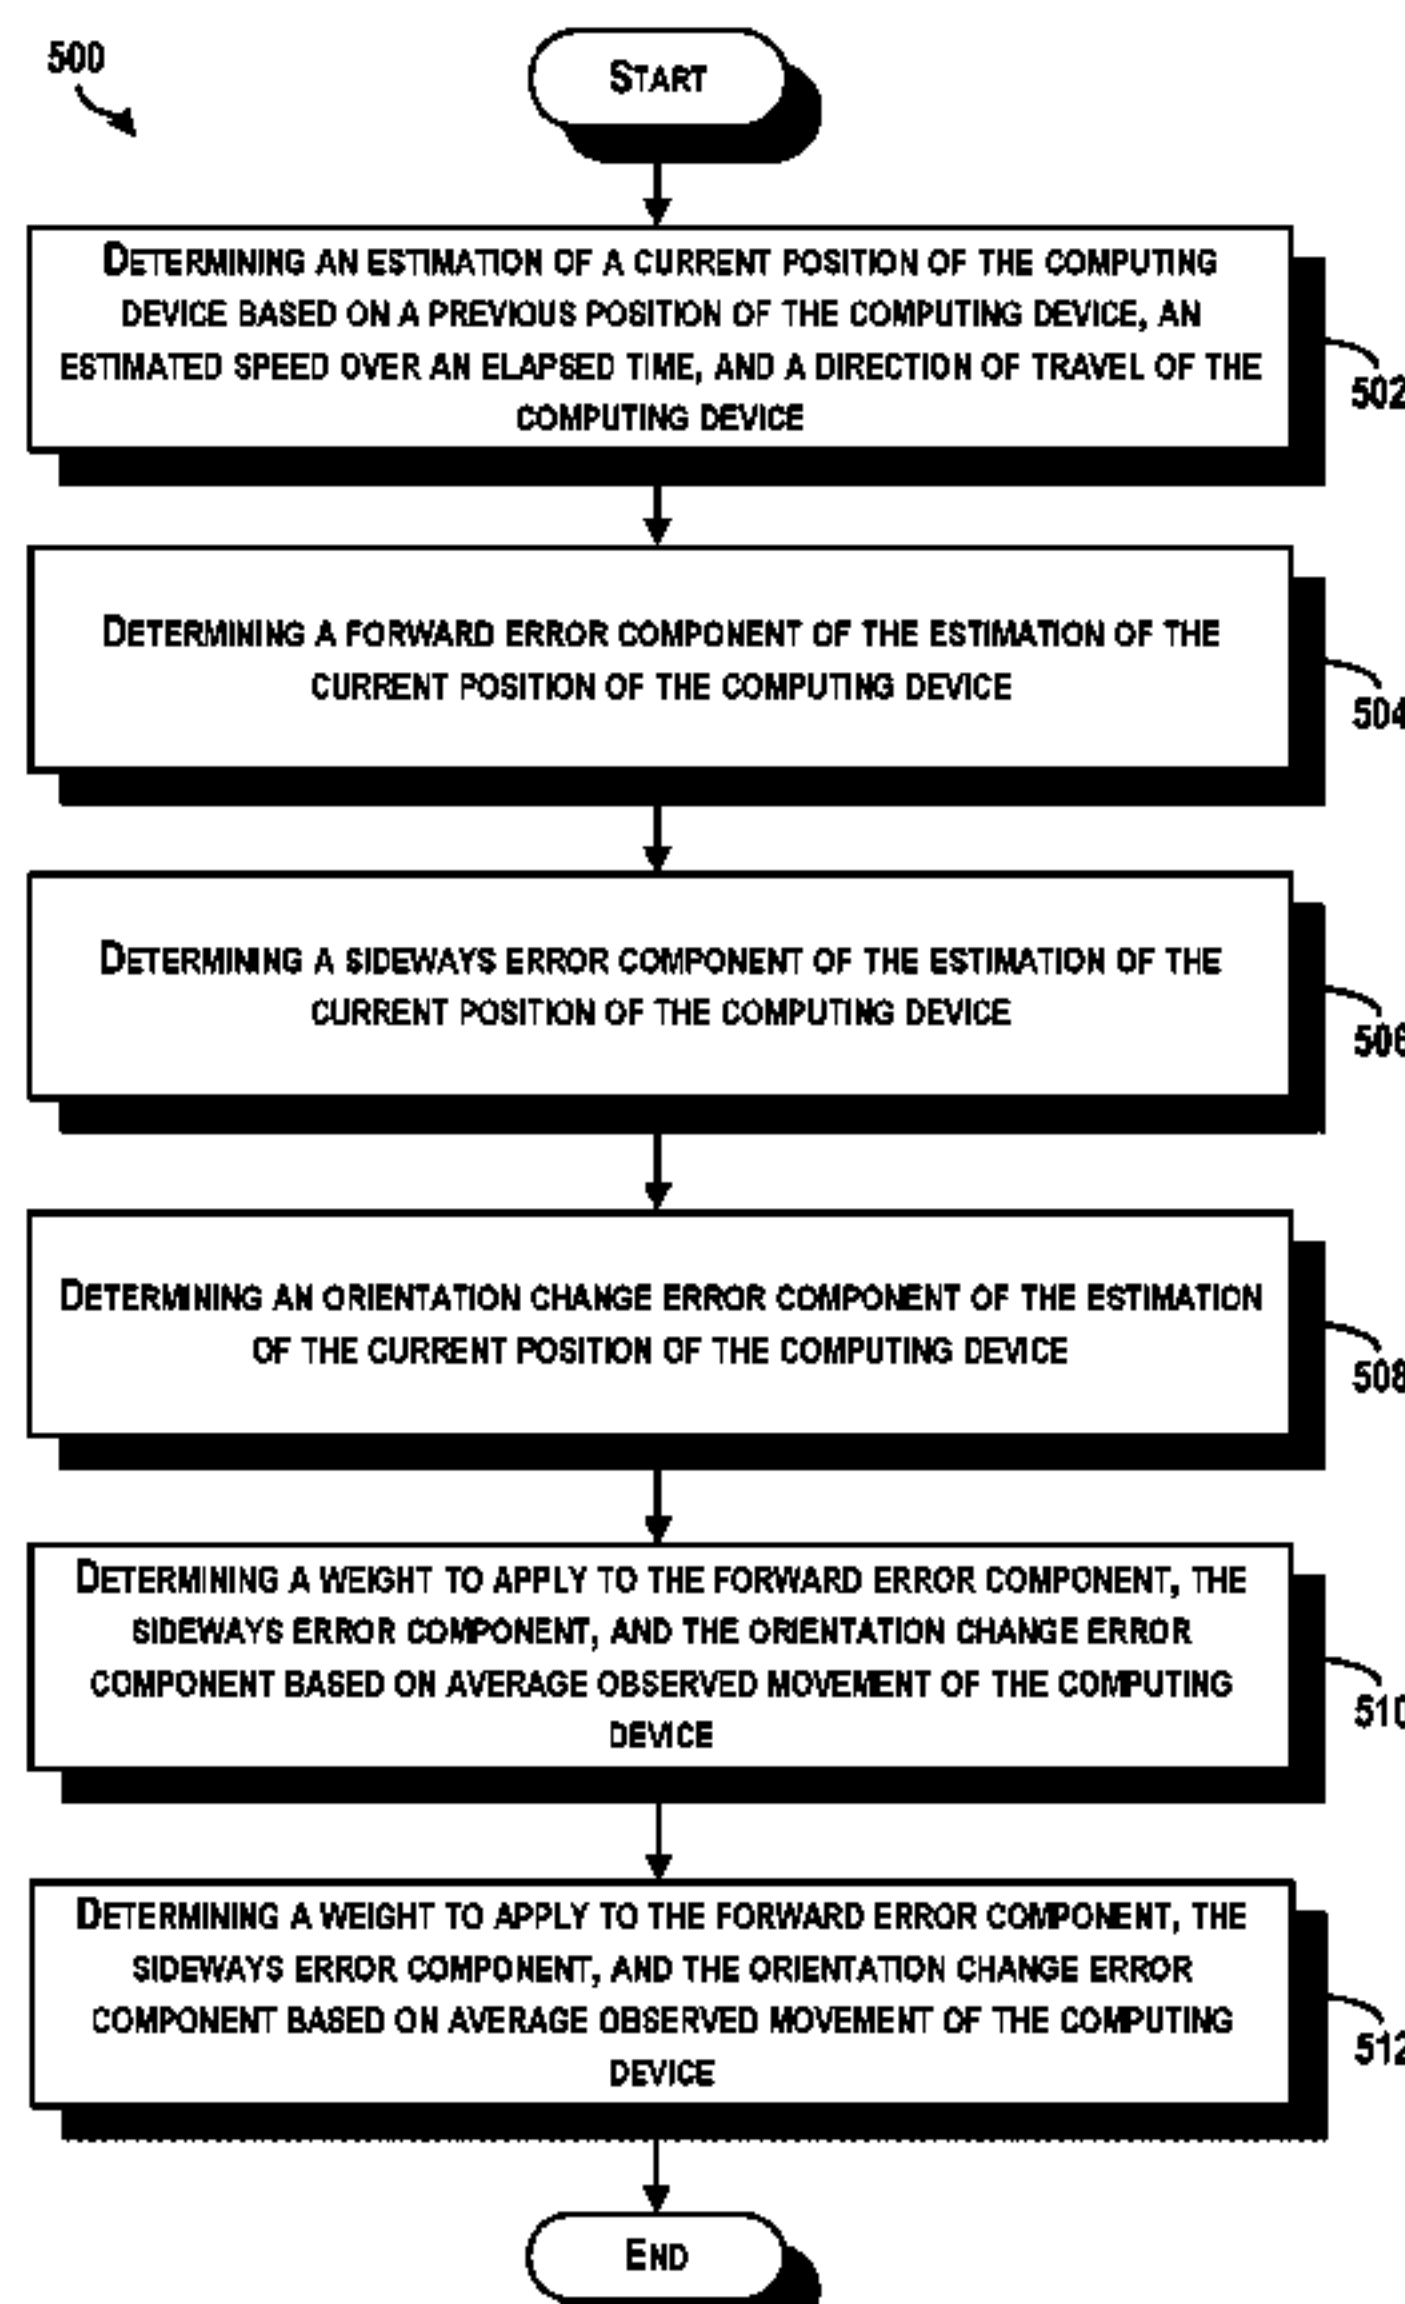 500
START
DETERMINING AN ESTIMATION OF A CURRENT POSITION OF THE COMPUTING
DEVICE BASED ON A PREVIOUS POSITION OF THE COMPUTING DEVICE, AN
ESTIMATED SPEED OVER AN ELAPSED TIME, AND A DIRECTION OF TRAVEL OF THE
COMPUTING DEVICE
502
DETERMINING A FORWARD ERROR COMPONENT OF THE ESTIMATION OF THE
CURRENT POSITION OF THE COMPUTING DEVICE
504
DETERMINING A SIDEWAYS ERROR COMPONENT OF THE ESTIMATION OF THE
CURRENT POSITION OF THE COMPUTING DEVICE
506
DETERMINING AN ORIENTATION CHANGE ERROR COMPONENT OF THE ESTIMATION
OF THE CURRENT POSITION OF THE COMPUTING DEVICE
508
DETERMINING A WEIGHT TO APPLY TO THE FORWARD ERROR COMPONENT, THE
SIDEWAYS ERROR COMPONENT, AND THE ORIENTATION CHANGE ERROR
COMPONENT BASED ON AVERAGE OBSERVED MOVEMENT OF THE COMPUTING
DEVICE
510
DETERMINING A WEIGHT TO APPLY TO THE FORWARD ERROR COMPONENT, THE
SIDEWAYS ERROR COMPONENT, AND THE ORIENTATION CHANGE ERROR
COMPONENT BASED ON AVERAGE OBSERVED MOVEMENT OF THE COMPUTING
DEVICE
512
END